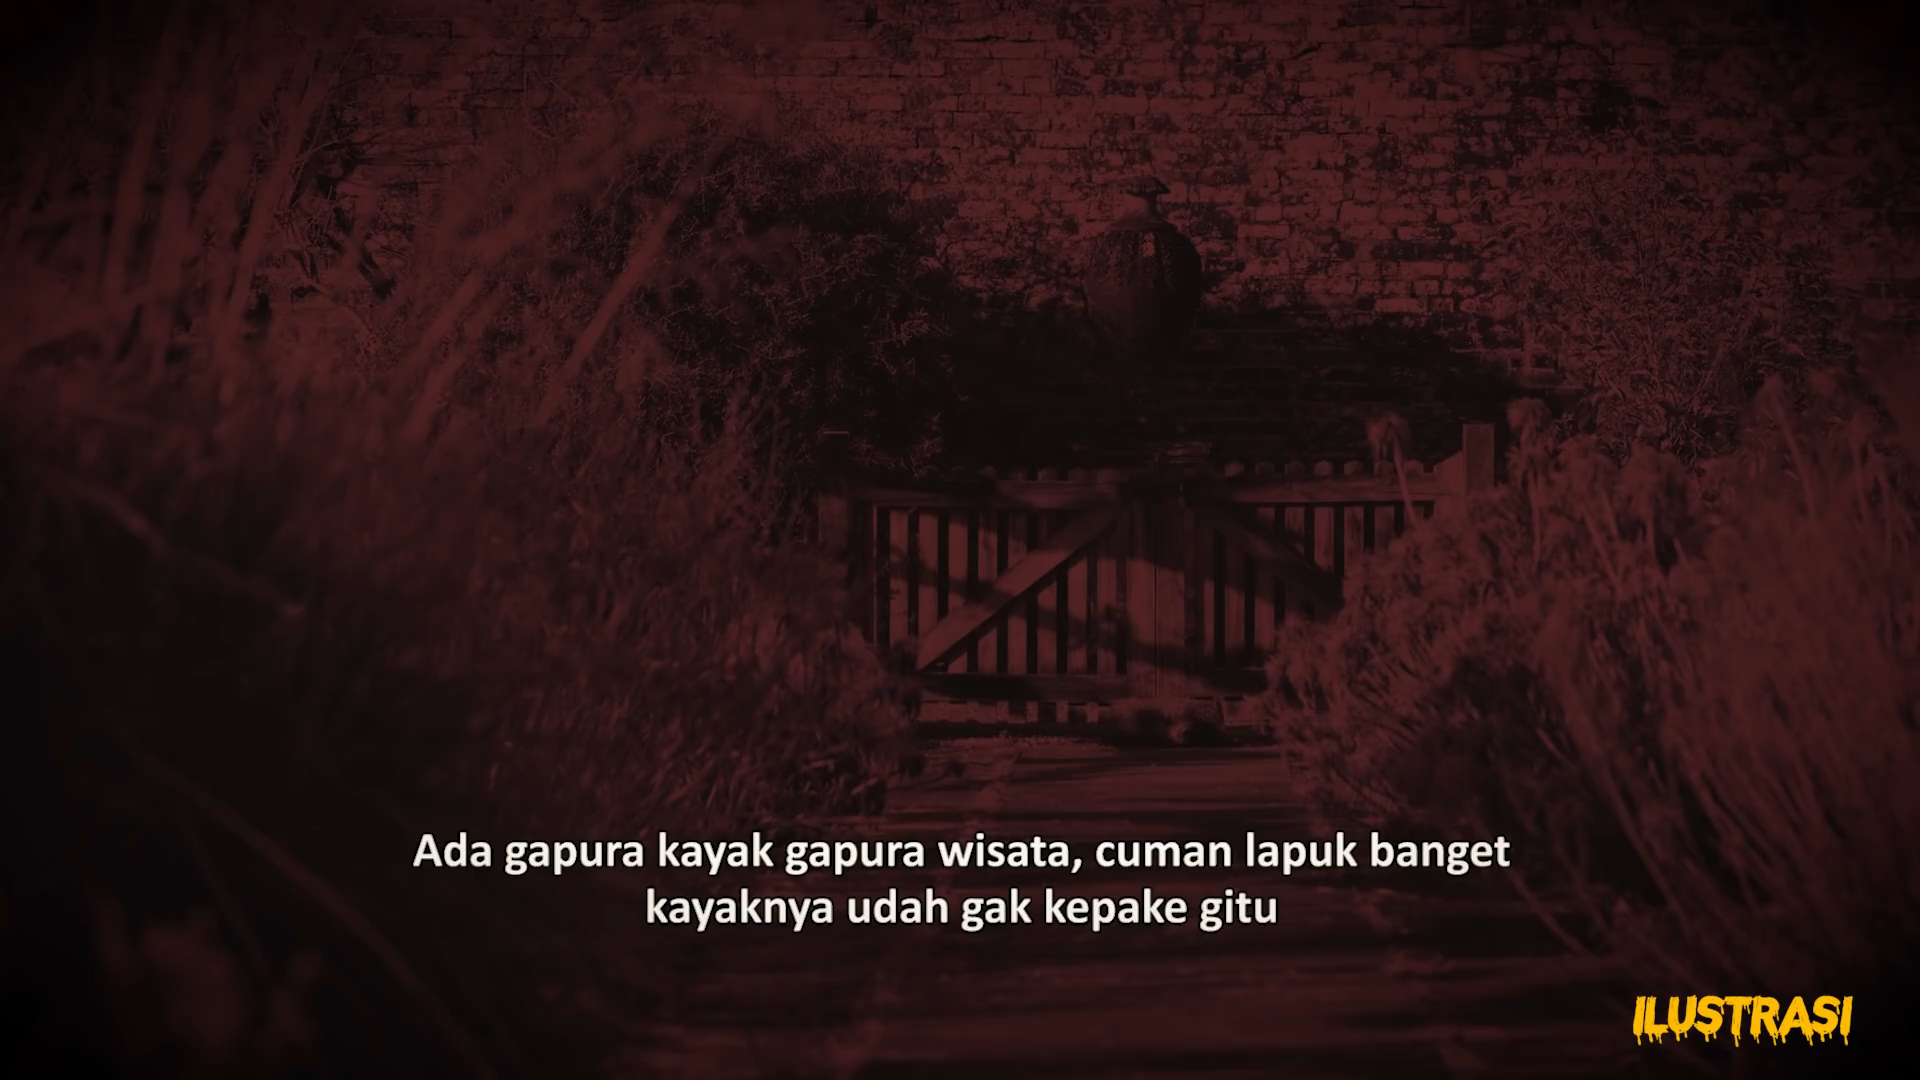 Ada gapura kayak gapura wisata, cuman lapuk banget
kayaknya udah gak kepake gitu
ILUSTRASI